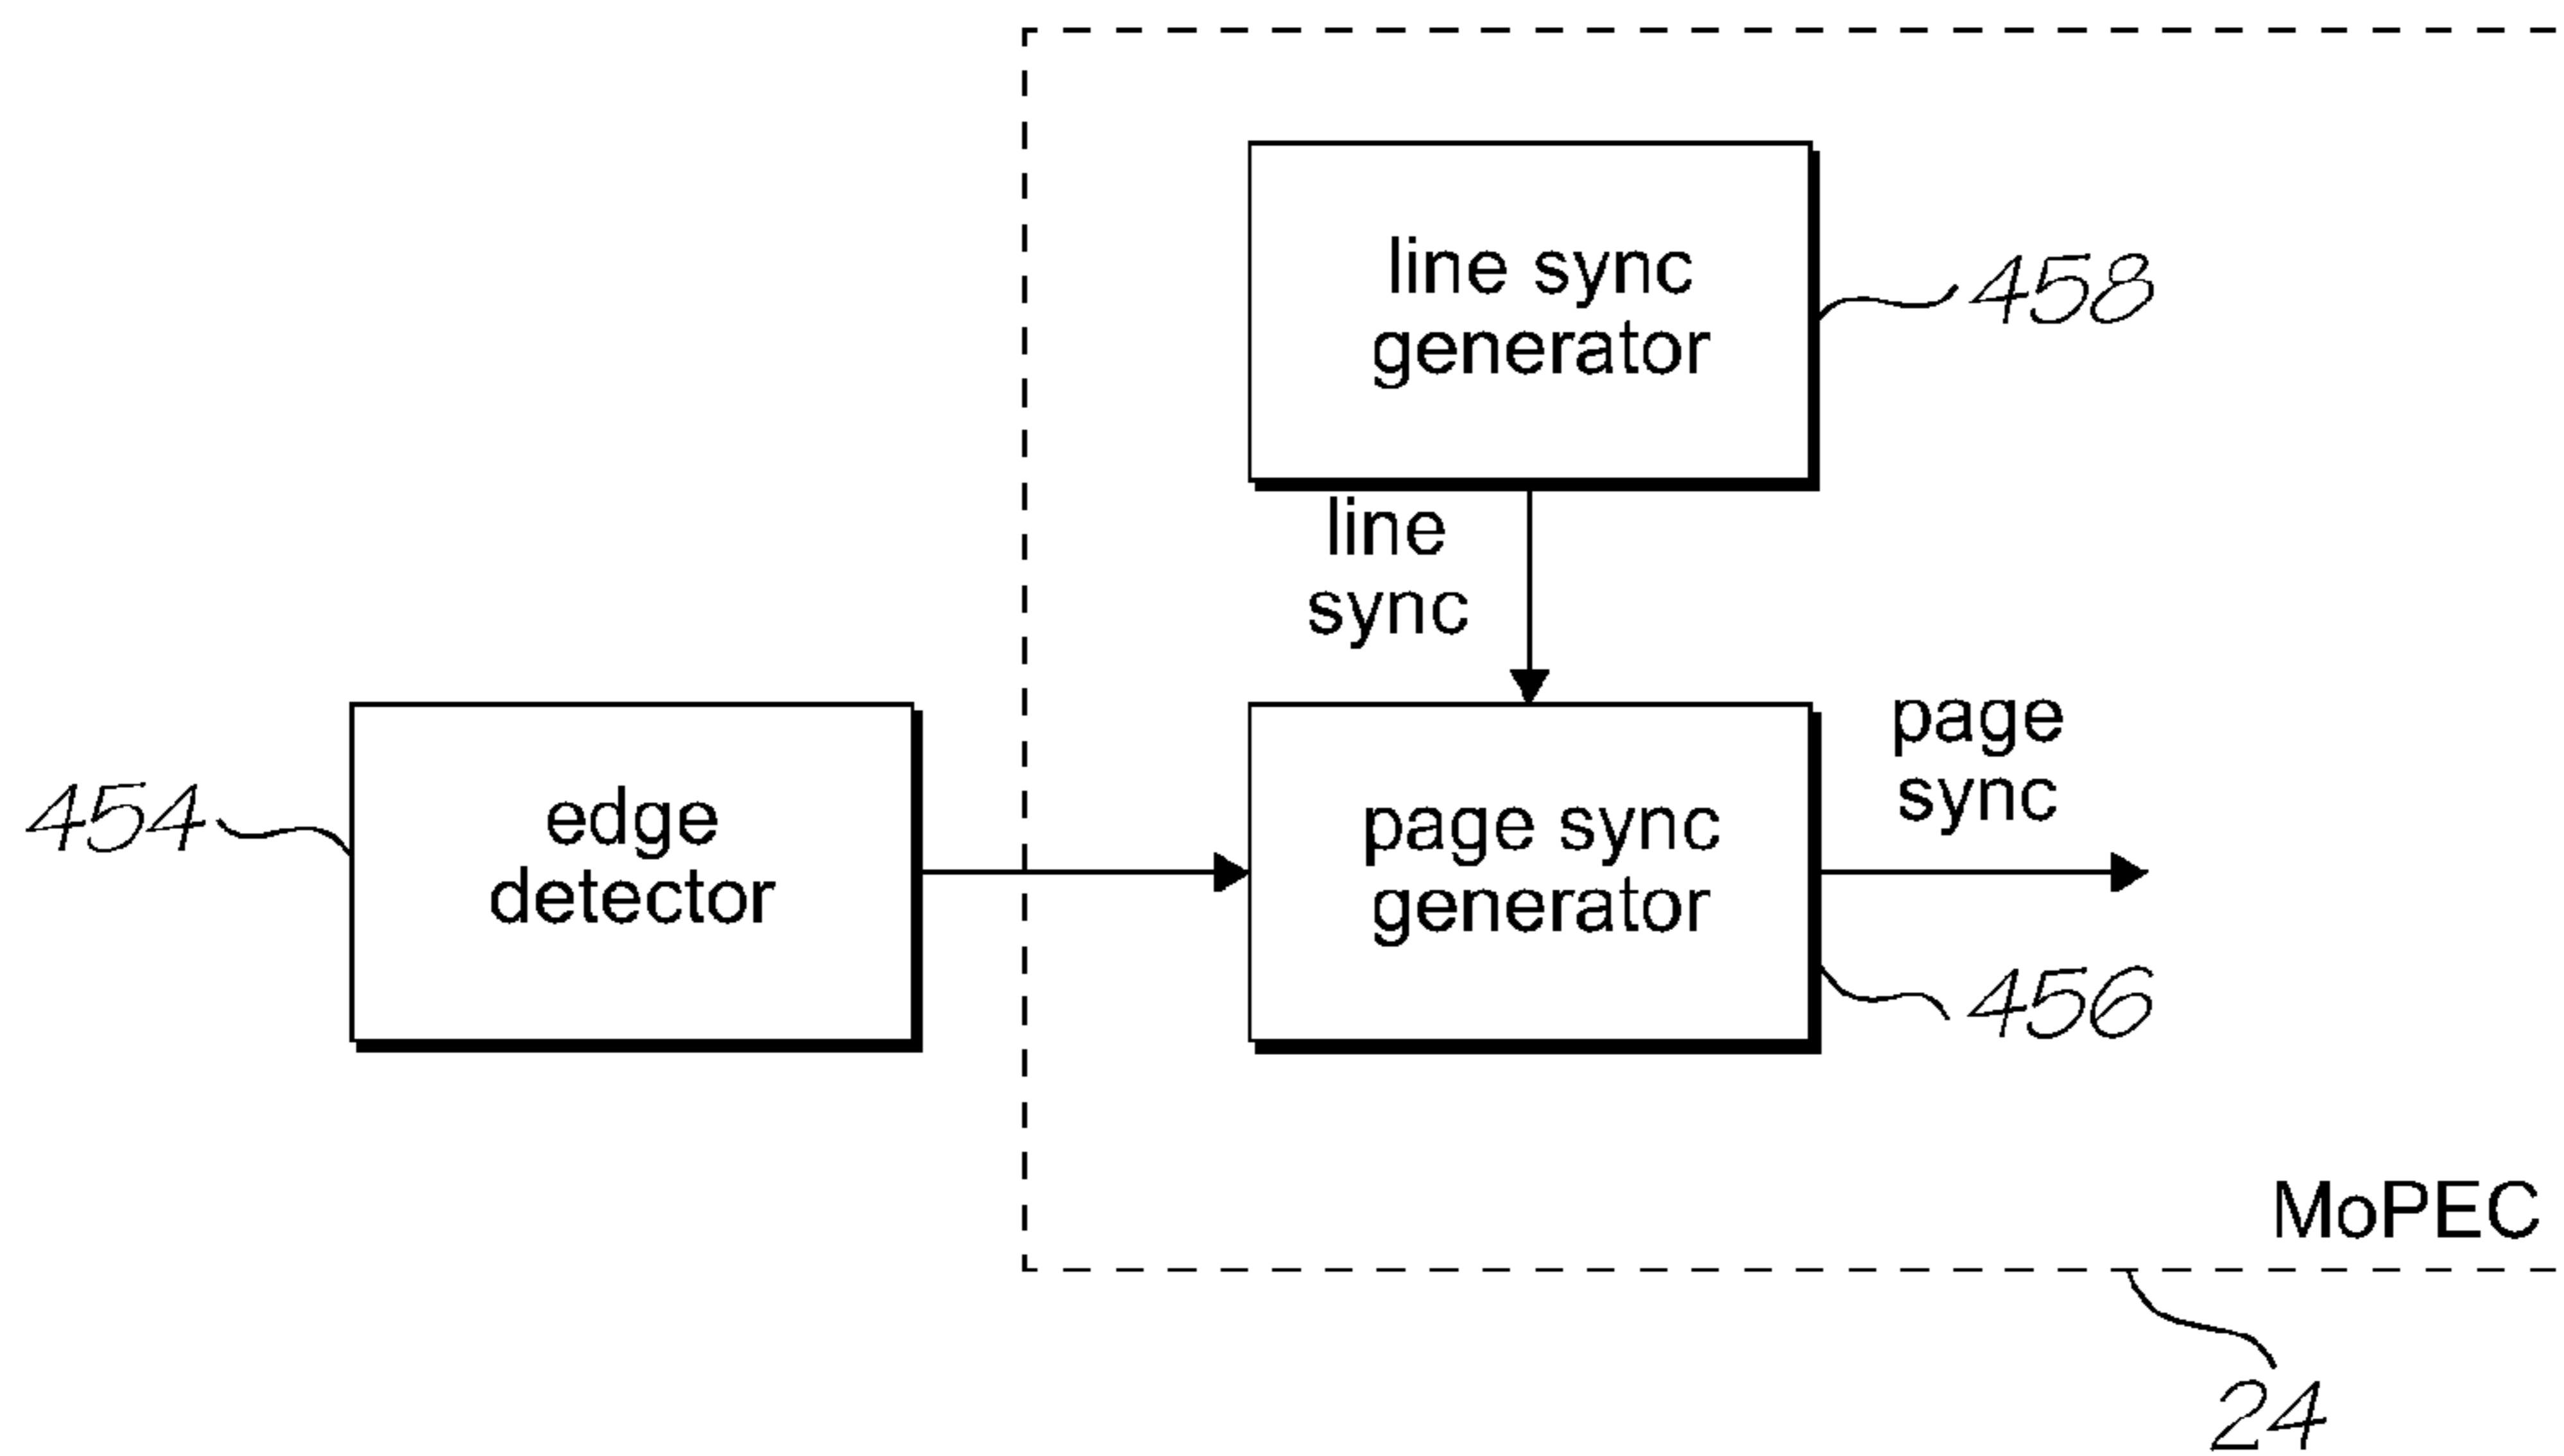 line sync
generator
458
line
sync
454
edge
detector
page sync
generator
page
sync
456
MoPEC
24